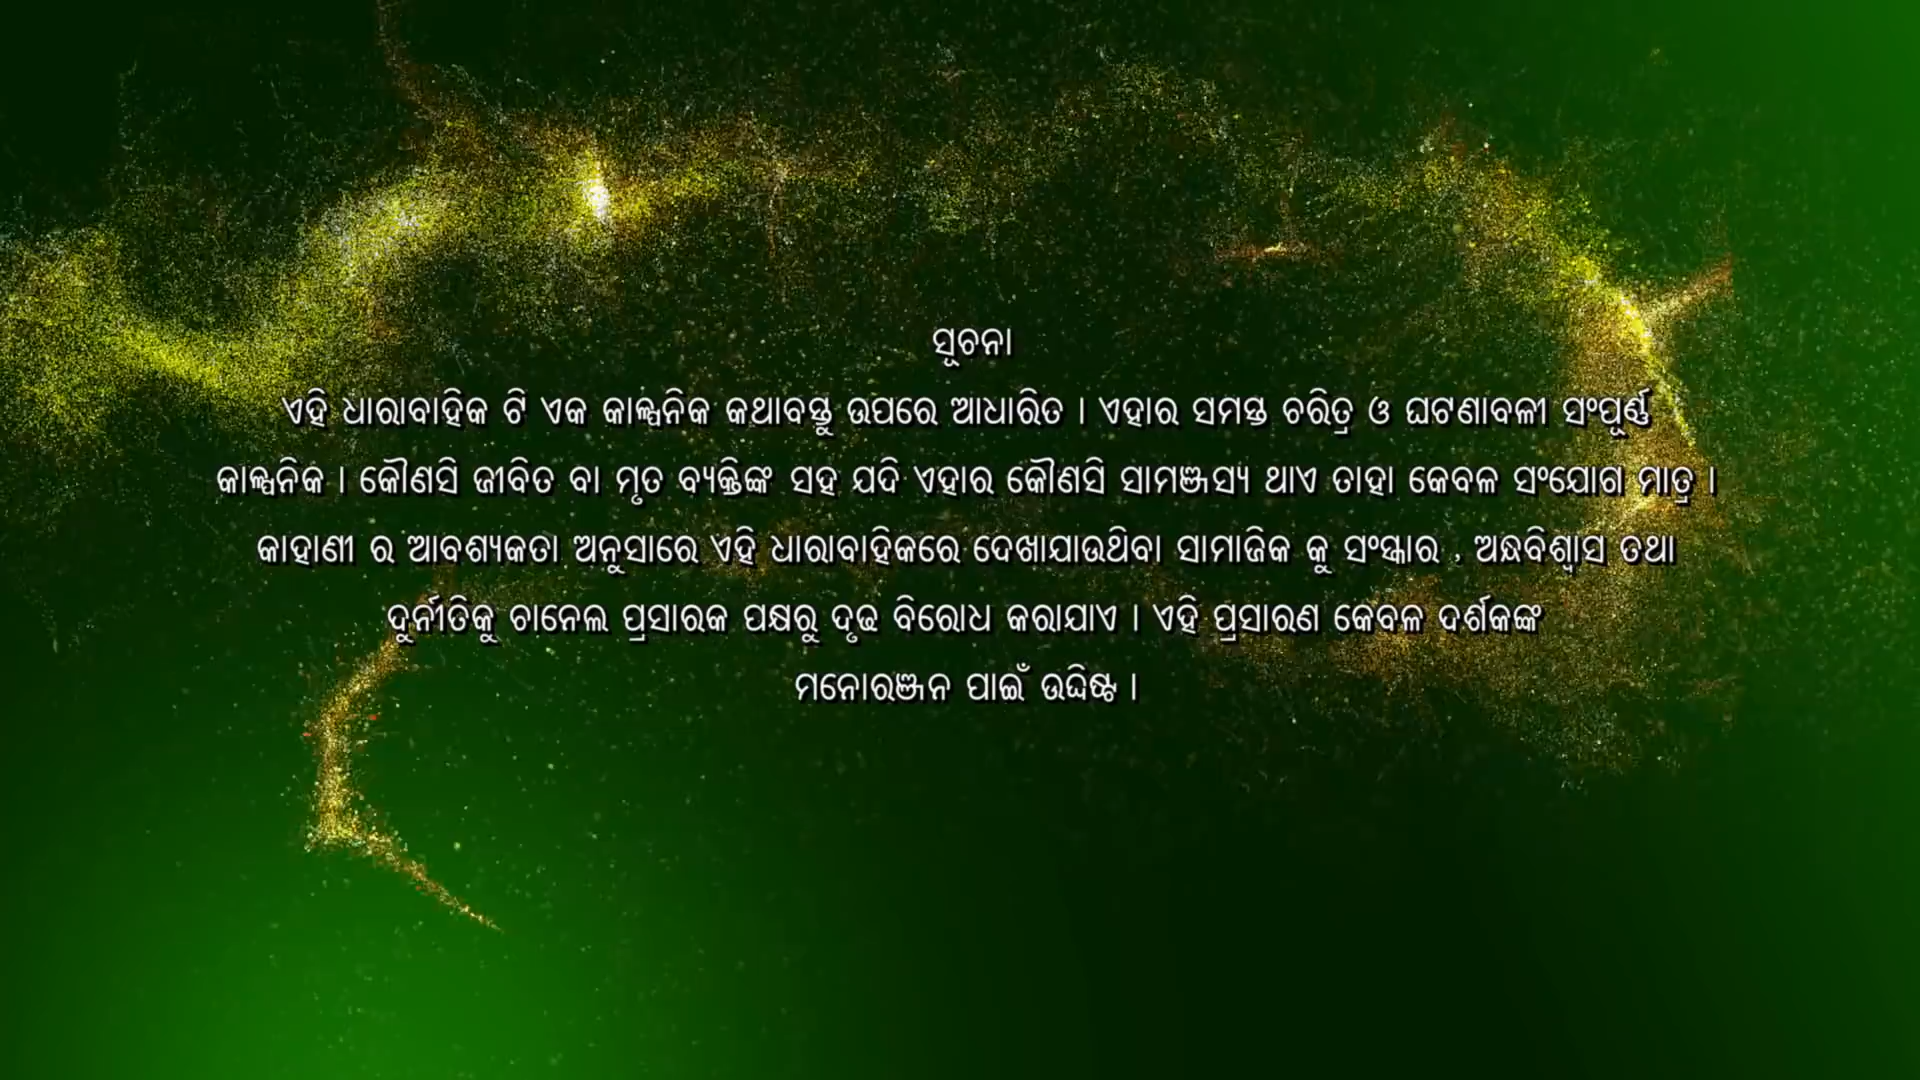 ସୂଚନା
ଏହି ଧାରାବାହିକ ଟି ଏକ କାଳ୍ପନିକ କଥାବସ୍ତୁ ଉପରେ ଆଧାରିତ । ଏହାର ସମସ୍ତ ଚରିତ୍ର ଓ ଘଟଣାବଳୀ ସଂପୂର୍ଣ୍ଣ
କାଳ୍ପନିକ । କୌଣସି ଜୀବିତ ବା ମୃତ ବ୍ୟକ୍ତିଙ୍କ ସହ ଯଦି ଏହାର କୌଣସି ସାମଞ୍ଜସ୍ୟ ଥାଏ ତାହା କେବଳ ସଂଯୋଗ ମାତ୍ର ।
କାହାଣୀ ର ଆବଶ୍ୟକତା ଅନୁସାରେ ଏହି ଧାରାବାହିକରେ ଦେଖାଯାଉଥିବା ସାମାଜିକ କୁ ସଂସ୍କାର , ଅନ୍ଧବିଶ୍ୱାସ ତଥା
ଦୁର୍ନୀତିକୁ ଚାନେଲ ପ୍ରସାରକ ପକ୍ଷରୁ ଦୃଢ ବିରୋଧ କରାଯାଏ । ଏହି ପ୍ରସାରଣ କେବଳ ଦର୍ଶକଙ୍କ
ମନୋରଞ୍ଜନ ପାଇଁ ଉଦ୍ଦିଷ୍ଟ ।